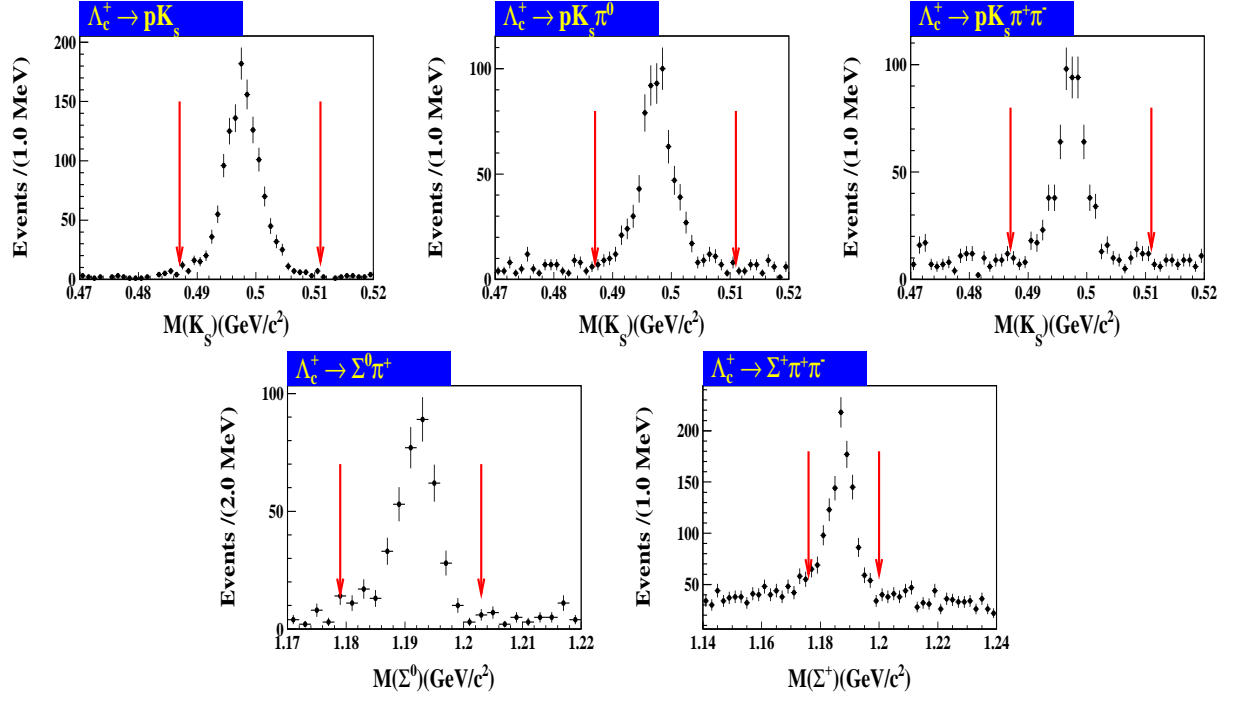 Λc+ → pKs
Events /(1.0 MeV)
200
150
100
50
0
0.47 0.48 0.49 0.5 0.51 0.52
M(Ks)(GeV/c²)
Λc+ → pKsπ⁰
Events /(1.0 MeV)
100
50
0
0.47 0.48 0.49 0.5 0.51 0.52
M(Ks)(GeV/c²)
Λc+ → pKsπ⁺π⁻
Events /(1.0 MeV)
100
50
0
0.47 0.48 0.49 0.5 0.51 0.52
M(Ks)(GeV/c²)
Λc+ → Σ⁰π⁺
Events /(2.0 MeV)
100
50
0
1.17 1.18 1.19 1.2 1.21 1.22
M(Σ⁰)(GeV/c²)
Λc+ → Σ⁺π⁺π⁻
Events /(1.0 MeV)
200
150
100
50
1.14 1.16 1.18 1.2 1.22 1.24
M(Σ⁺)(GeV/c²)